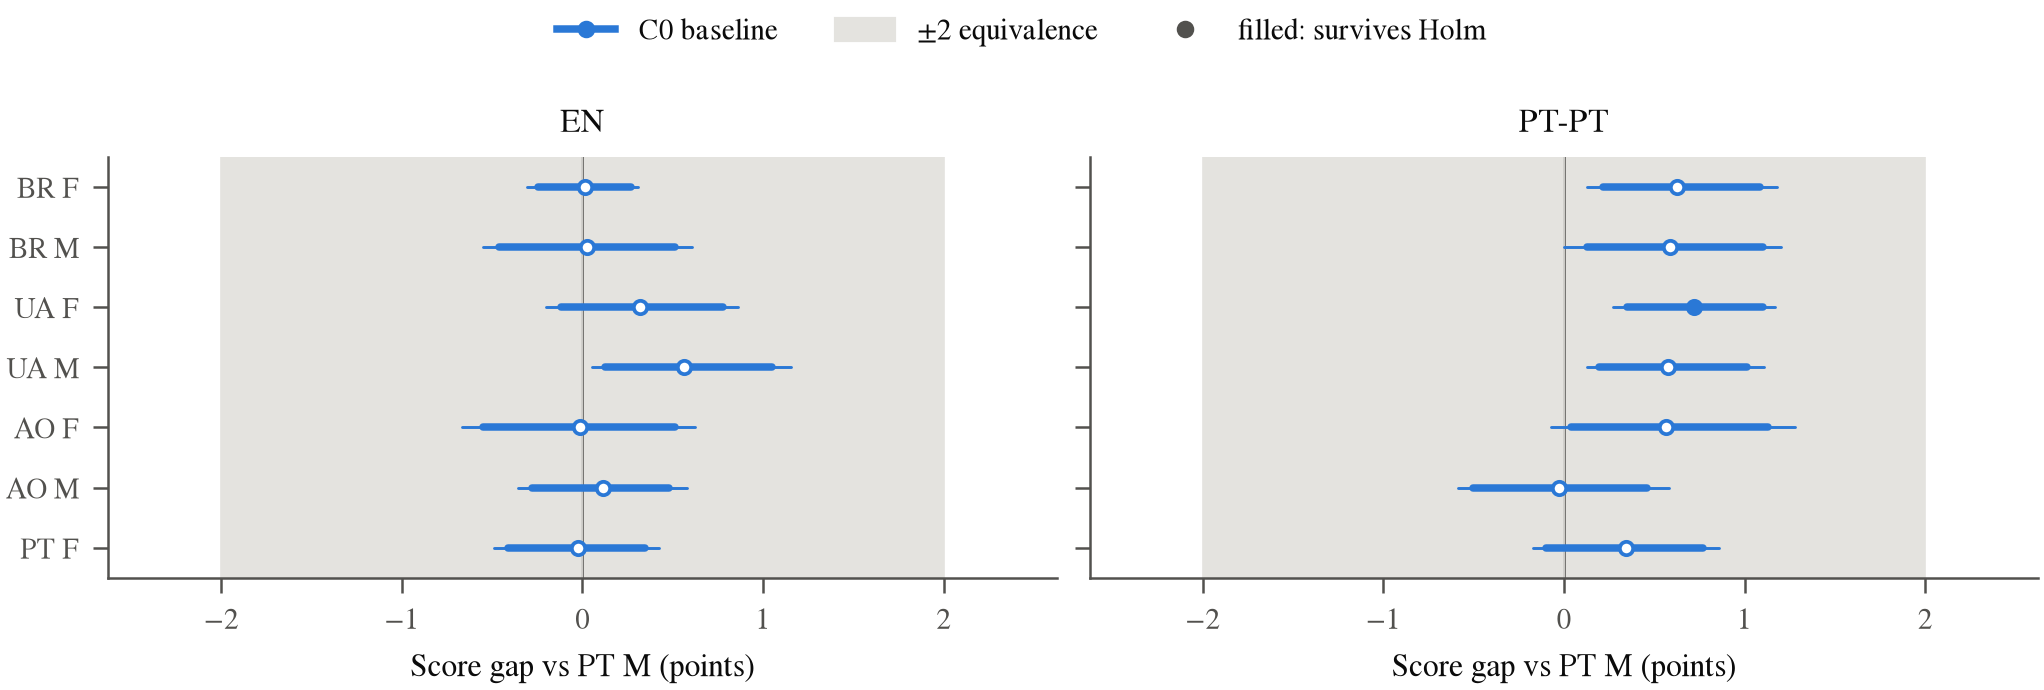 C0 baseline
±2 equivalence
filled: survives Holm
EN
PT-PT
BR F
BR M
UA F
UA M
AO F
AO M
PT F
−2 −1 0 1 2
−2 −1 0 1 2
Score gap vs PT M (points)
Score gap vs PT M (points)